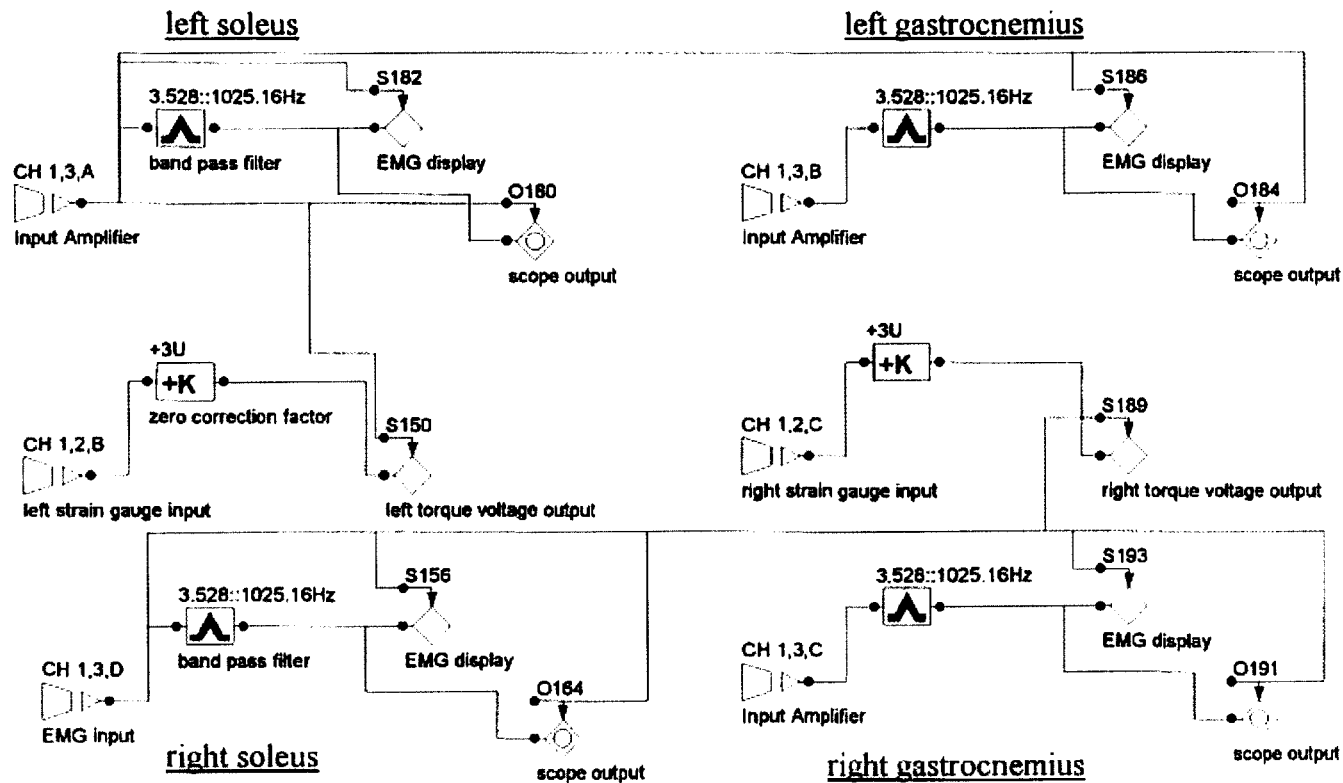 left soleus
S182
3.528::1025.16Hz
band pass filter
EMG display
CH 1,3,A
Input Amplifier
O180
scope output
left gastrocnemius
S186
3.528::1025.16Hz
EMG display
CH 1,3,B
Input Amplifier
O184
scope output
+3U
+K
zero correction factor
CH 1,2,B
left strain gauge input
S150
left torque voltage output
+3U
+K
CH 1,2,C
right strain gauge input
S189
right torque voltage output
S156
3.528::1025.16Hz
band pass filter
EMG display
CH 1,3,D
EMG input
O164
scope output
right soleus
S193
3.528::1025.16Hz
EMG display
CH 1,3,C
Input Amplifier
O191
scope output
right gastrocnemius